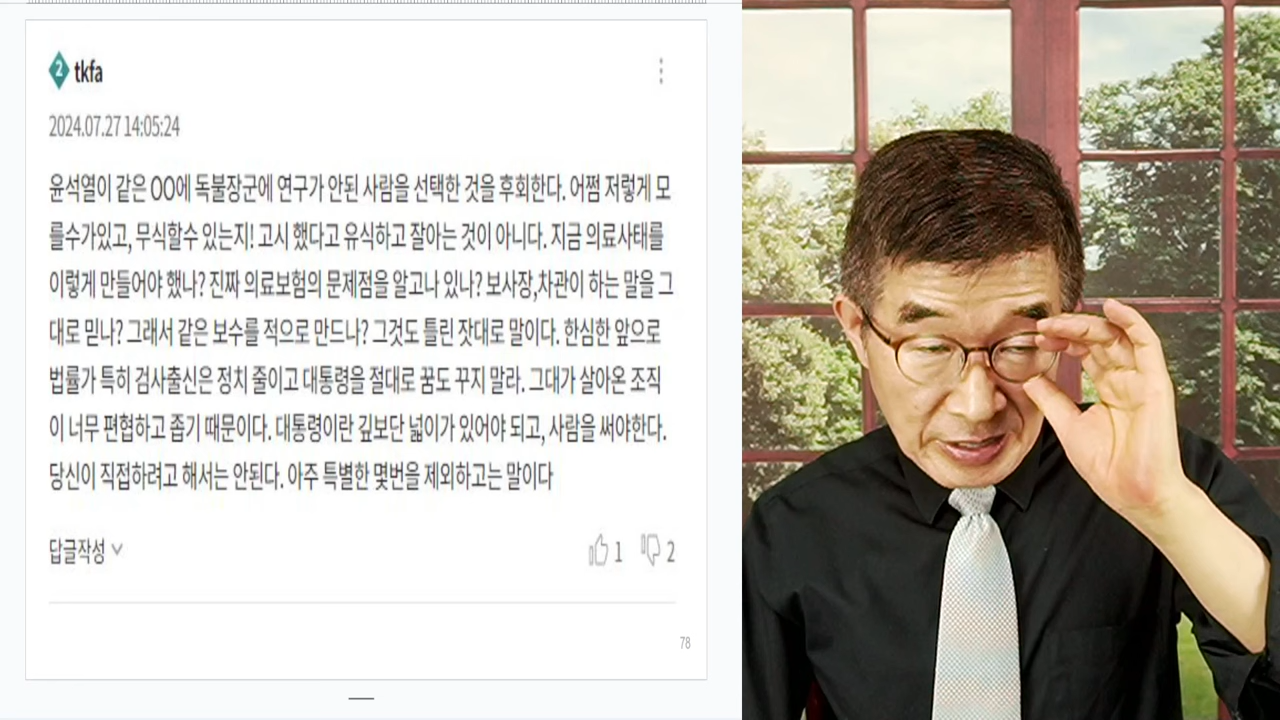 2 tkfa
2024.07.27 14:05:24
윤석열이 같은 OO에 독불장군에 연구가 안된 사람을 선택한 것을 후회한다. 어쩜 저렇게 모
를수가있고, 무식할수 있는지! 고시 했다고 유식하고 잘아는 것이 아니다. 지금 의료사태를
이렇게 만들어야 했나? 진짜 의료보험의 문제점을 알고나 있나? 보사장,차관이 하는 말을 그
대로 믿나? 그래서 같은 보수를 적으로 만드나? 그것도 틀린 잣대로 말이다. 한심한 앞으로
법률가 특히 검사출신은 정치 줄이고 대통령을 절대로 꿈도 꾸지 말라. 그대가 살아온 조직
이 너무 편협하고 좁기 때문이다. 대통령이란 깊보단 넓이가 있어야 되고, 사람을 써야한다.
당신이 직접하려고 해서는 안된다. 아주 특별한 몇번을 제외하고는 말이다
답글작성
1 2
78